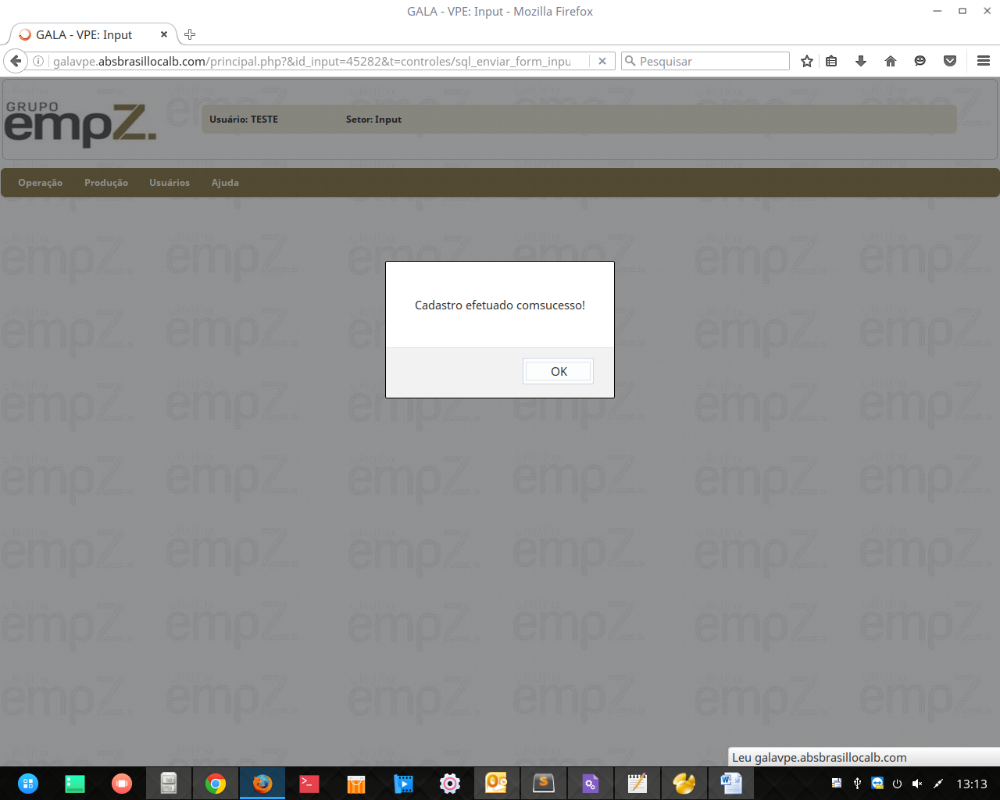 GALA - VPE: Input - Mozilla Firefox
GALA - VPE: Input
galavpe.absbrasillocalb.com/principal.php?&id_input=45282&t=controles/sql_enviar_form_inpu
Pesquisar
GRUPO
empZ.
Usuário: TESTE
Setor: Input
Operação
Produção
Usuários
Ajuda
Cadastro efetuado comsucesso!
OK
Leu galavpe.absbrasillocalb.com
13:13